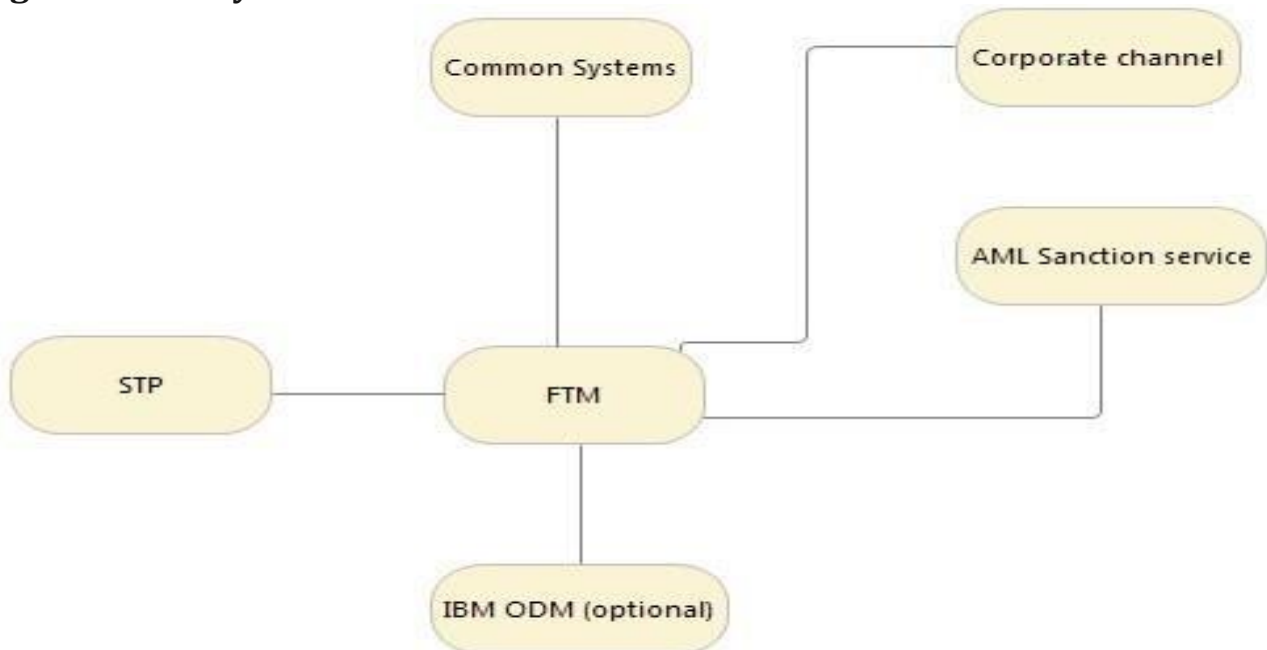 Common Systems
Corporate channel
AML Sanction service
STP
FTM
IBM ODM (optional)